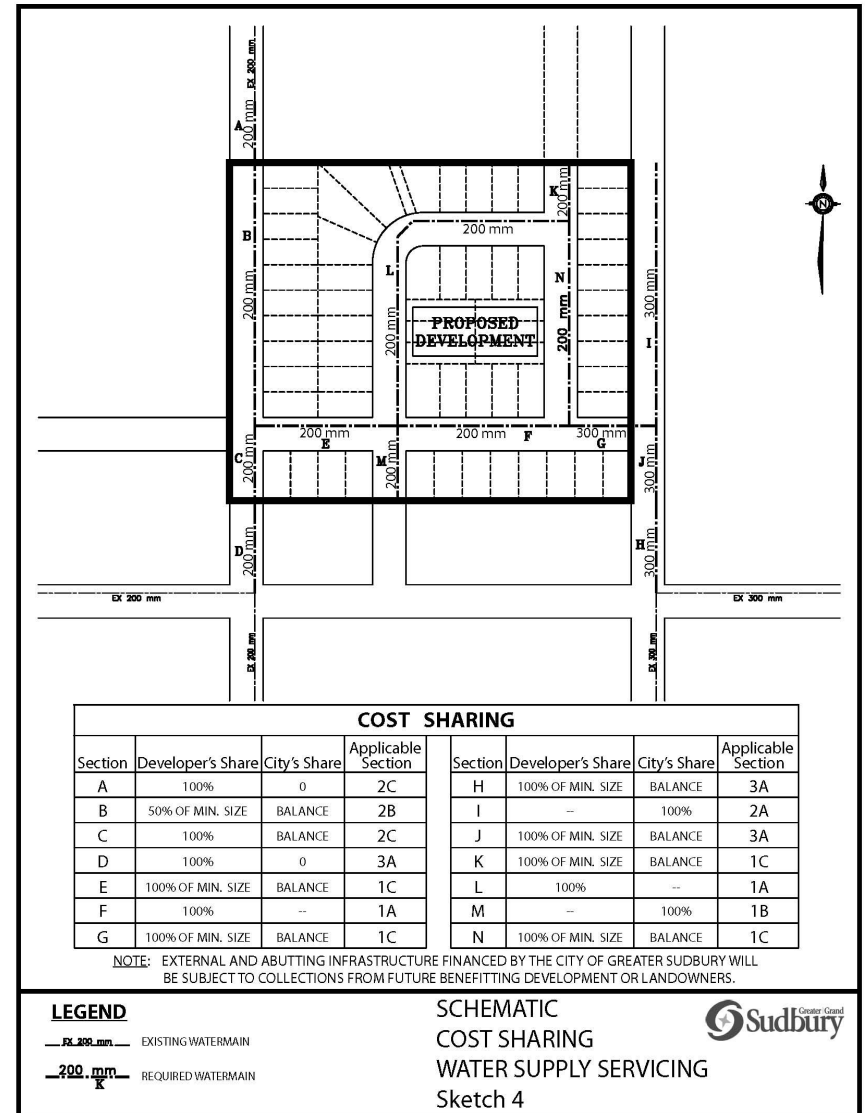 EX 200 mm
A
200 mm
K
200 mm
200 mm
B
200 mm
L
200 mm
N
200 mm
300 mm
I
PROPOSED
DEVELOPMENT
200 mm
E
200 mm
F
300 mm
G
C
200 mm
M
200 mm
J
300 mm
D
200 mm
H
300 mm
EX 200 mm
EX 300 mm
EX 200 mm
EX 300 mm
N
COST SHARING
Section Developer's Share City's Share Applicable Section Section Developer's Share City's Share Applicable Section
A 100% 0 2C H 100% OF MIN. SIZE BALANCE 3A
B 50% OF MIN. SIZE BALANCE 2B I -- 100% 2A
C 100% BALANCE 2C J 100% OF MIN. SIZE BALANCE 3A
D 100% 0 3A K 100% OF MIN. SIZE BALANCE 1C
E 100% OF MIN. SIZE BALANCE 1C L 100% -- 1A
F 100% -- 1A M -- 100% 1B
G 100% OF MIN. SIZE BALANCE 1C N 100% OF MIN. SIZE BALANCE 1C
NOTE: EXTERNAL AND ABUTTING INFRASTRUCTURE FINANCED BY THE CITY OF GREATER SUDBURY WILL
BE SUBJECT TO COLLECTIONS FROM FUTURE BENEFITTING DEVELOPMENT OR LANDOWNERS.
LEGEND
EX 200 mm EXISTING WATERMAIN
200 mm
K REQUIRED WATERMAIN
SCHEMATIC
COST SHARING
WATER SUPPLY SERVICING
Sketch 4
Greater Grand
Sudbury